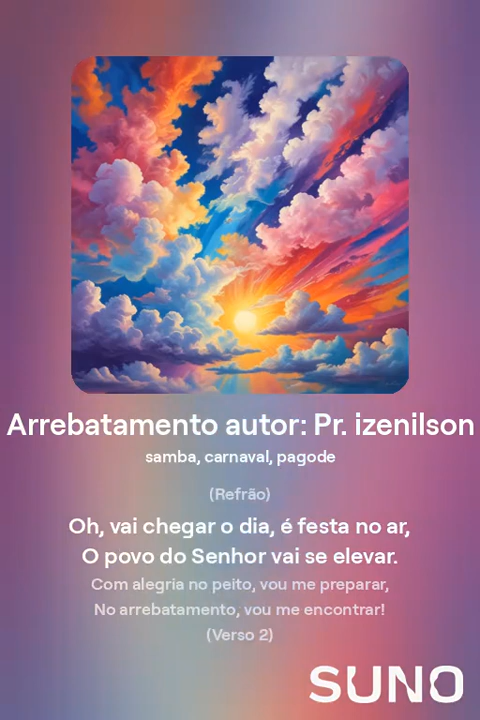 Arrebatamento autor: Pr. izenilson
samba, carnaval, pagode
(Refrão)
Oh, vai chegar o dia, é festa no ar,
O povo do Senhor vai se elevar.
Com alegria no peito, vou me preparar,
No arrebatamento, vou me encontrar!
(Verso 2)
SUNO